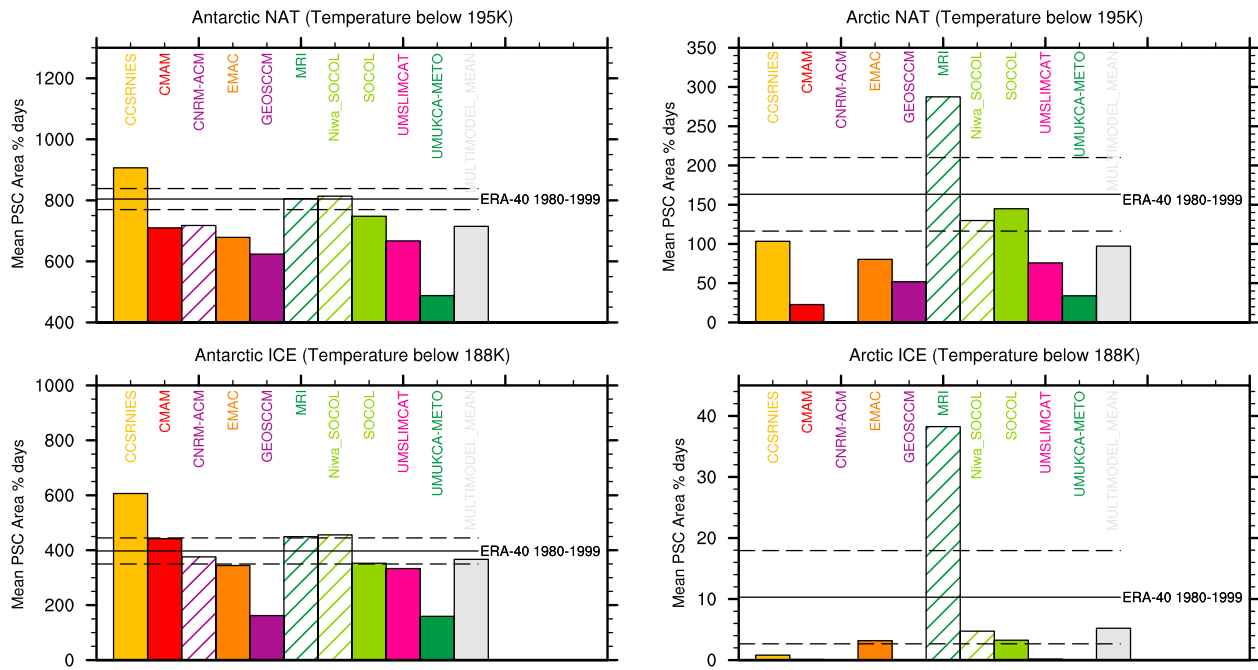 Antarctic NAT (Temperature below 195K)
Mean PSC Area % days
1200
1000
800
600
400
CCSRNIES
CMAM
CNRM-ACM
EMAC
GEOSCCM
MRI
Niwa_SOCOL
SOCOL
UMSLIMCAT
UMUKCA-METO
MULTIMODEL_MEAN
ERA-40 1980-1999
Arctic NAT (Temperature below 195K)
Mean PSC Area % days
350
300
250
200
150
100
50
0
CCSRNIES
CMAM
CNRM-ACM
EMAC
GEOSCCM
MRI
Niwa_SOCOL
SOCOL
UMSLIMCAT
UMUKCA-METO
MULTIMODEL_MEAN
ERA-40 1980-1999
Antarctic ICE (Temperature below 188K)
Mean PSC Area % days
1000
800
600
400
200
0
CCSRNIES
CMAM
CNRM-ACM
EMAC
GEOSCCM
MRI
Niwa_SOCOL
SOCOL
UMSLIMCAT
UMUKCA-METO
MULTIMODEL_MEAN
ERA-40 1980-1999
Arctic ICE (Temperature below 188K)
Mean PSC Area % days
40
30
20
10
0
CCSRNIES
CMAM
CNRM-ACM
EMAC
GEOSCCM
MRI
Niwa_SOCOL
SOCOL
UMSLIMCAT
UMUKCA-METO
MULTIMODEL_MEAN
ERA-40 1980-1999